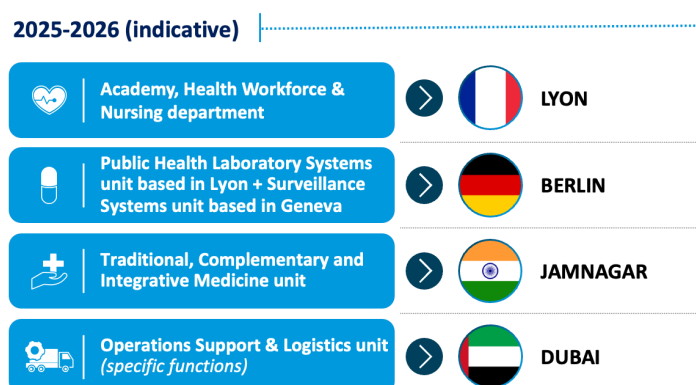 2025-2026 (indicative)
Academy, Health Workforce &
Nursing department
LYON
Public Health Laboratory Systems
unit based in Lyon + Surveillance
Systems unit based in Geneva
BERLIN
Traditional, Complementary and
Integrative Medicine unit
JAMNAGAR
Operations Support & Logistics unit
(specific functions)
DUBAI